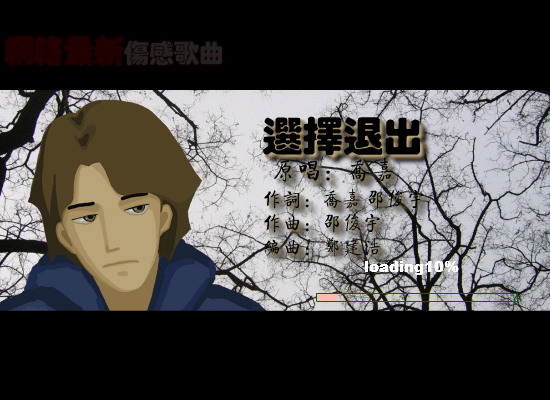 網路最新傷感歌曲
選擇退出
原唱：喬嘉
作詞：喬嘉 邵俊宇
作曲：邵俊宇
編曲：鄭建浩
loading10%